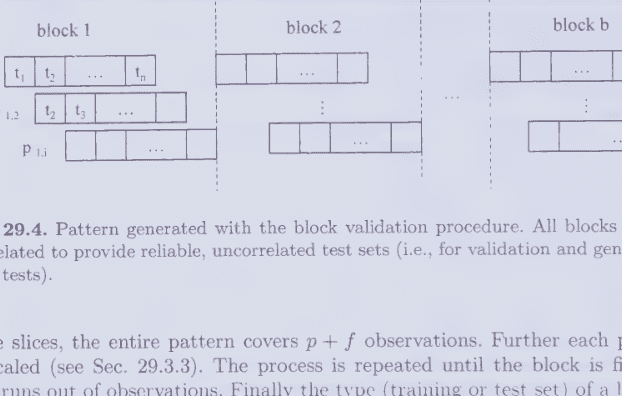 block 1 block 2 block b
t₁ t₂ ... tₙ ... ...
1,2 t₂ t₃ ... ⋮ ... ⋮
P 1,i ... ...
29.4. Pattern generated with the block validation procedure. All blocks
elated to provide reliable, uncorrelated test sets (i.e., for validation and gen
tests).
e slices, the entire pattern covers p + f observations. Further each p
caled (see Sec. 29.3.3). The process is repeated until the block is fi
runs out of observations. Finally the type (training or test set) of a l